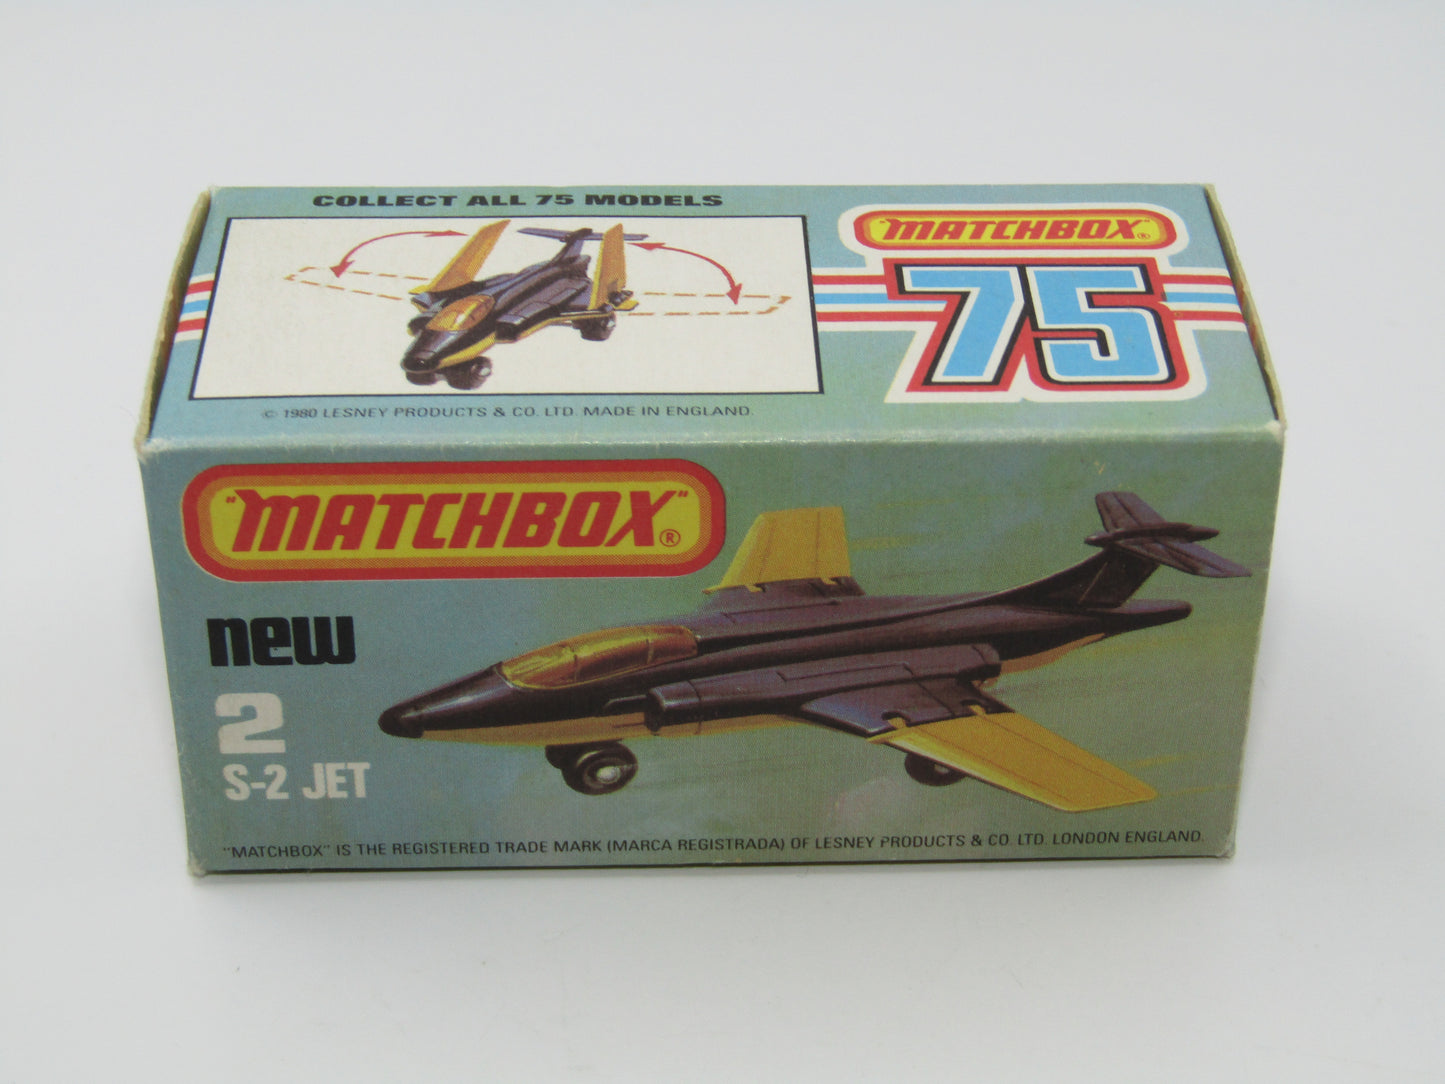 COLLECT ALL 75 MODELS
"MATCHBOX"®
75
© 1980 LESNEY PRODUCTS & CO. LTD. MADE IN ENGLAND.
"MATCHBOX"®
new
2
S-2 JET
"MATCHBOX" IS THE REGISTERED TRADE MARK (MARCA REGISTRADA) OF LESNEY PRODUCTS & CO. LTD. LONDON ENGLAND.